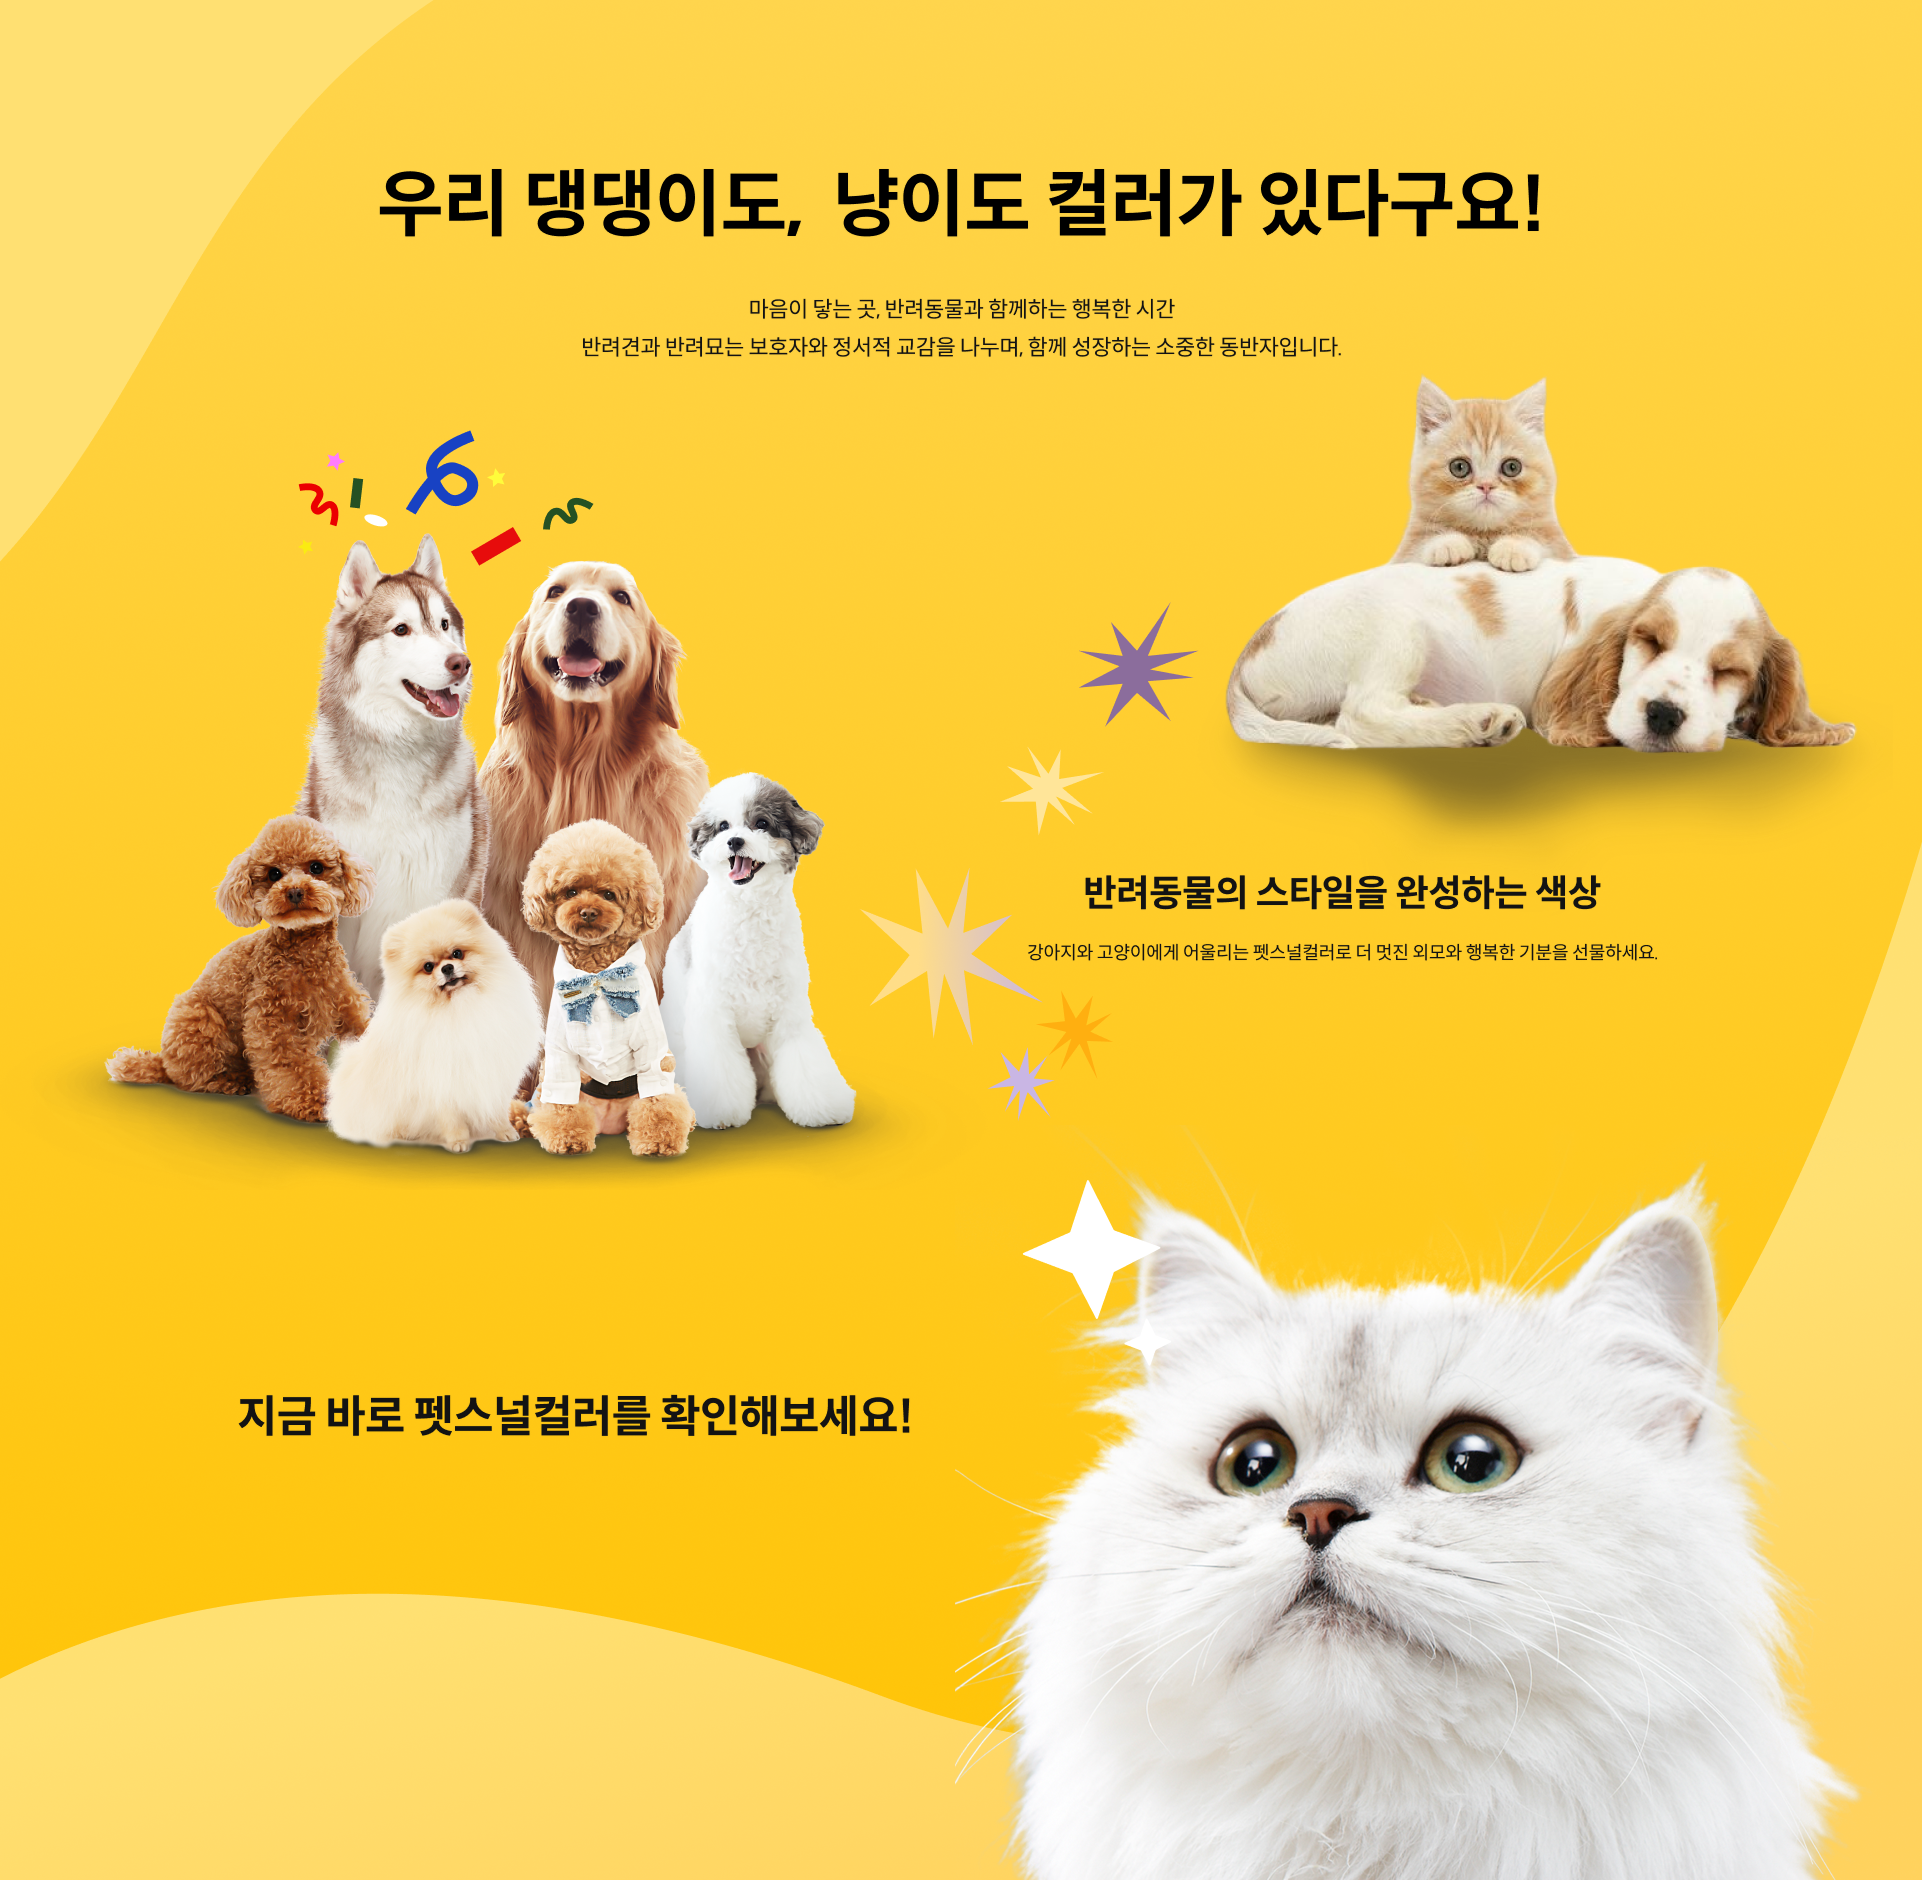 우리 댕댕이도, 냥이도 컬러가 있다구요!
마음이 닿는 곳, 반려동물과 함께하는 행복한 시간
반려견과 반려묘는 보호자와 정서적 교감을 나누며, 함께 성장하는 소중한 동반자입니다.
반려동물의 스타일을 완성하는 색상
강아지와 고양이에게 어울리는 펫스널컬러로 더 멋진 외모와 행복한 기분을 선물하세요.
지금 바로 펫스널컬러를 확인해보세요!